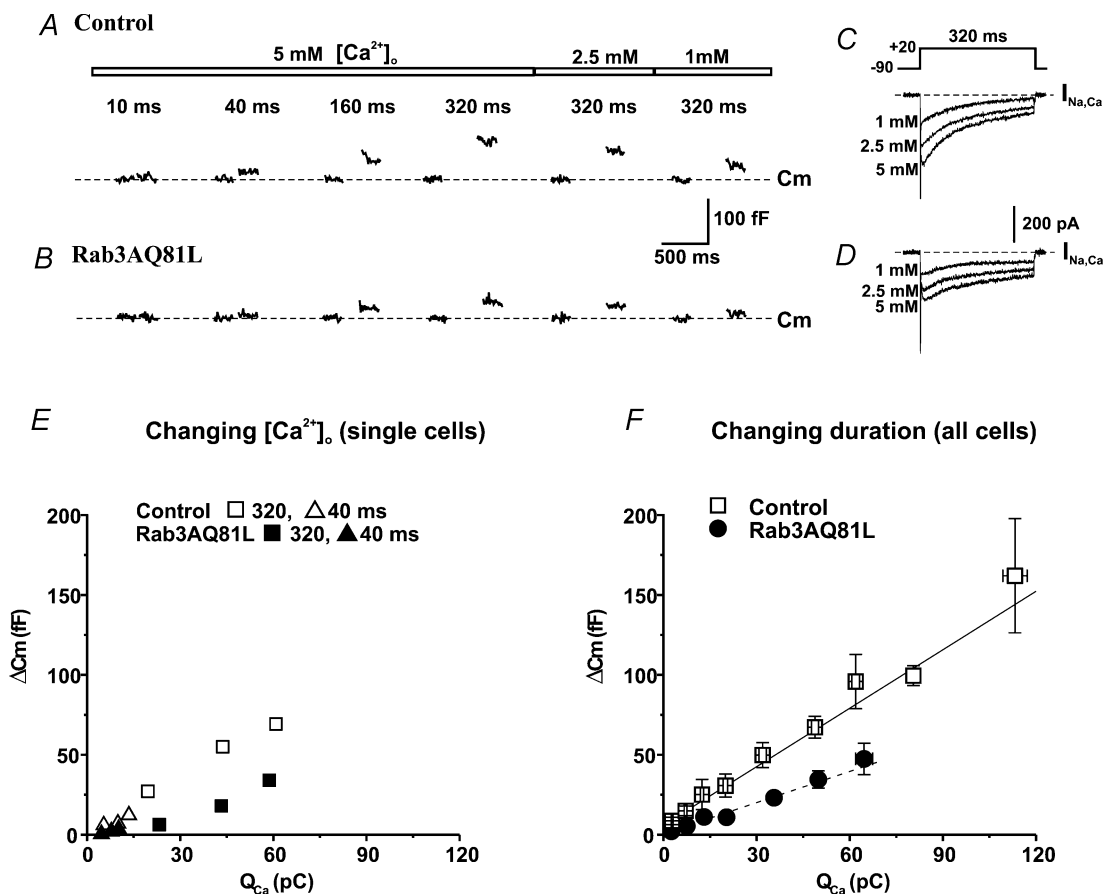 A Control
5 mM [Ca²⁺]ₒ 2.5 mM 1mM
10 ms 40 ms 160 ms 320 ms 320 ms 320 ms
Cm
100 fF
500 ms
B Rab3AQ81L
Cm
C
+20 320 ms
-90
I Na,Ca
1 mM
2.5 mM
5 mM
200 pA
D
I Na,Ca
1 mM
2.5 mM
5 mM
E Changing [Ca²⁺]ₒ (single cells)
Control □ 320, △ 40 ms
Rab3AQ81L ■ 320, ▲ 40 ms
200
150
100
50
0
ΔCm (fF)
0 30 60 90 120
Q Ca (pC)
F Changing duration (all cells)
Control
Rab3AQ81L
200
150
100
50
0
ΔCm (fF)
0 30 60 90 120
Q Ca (pC)